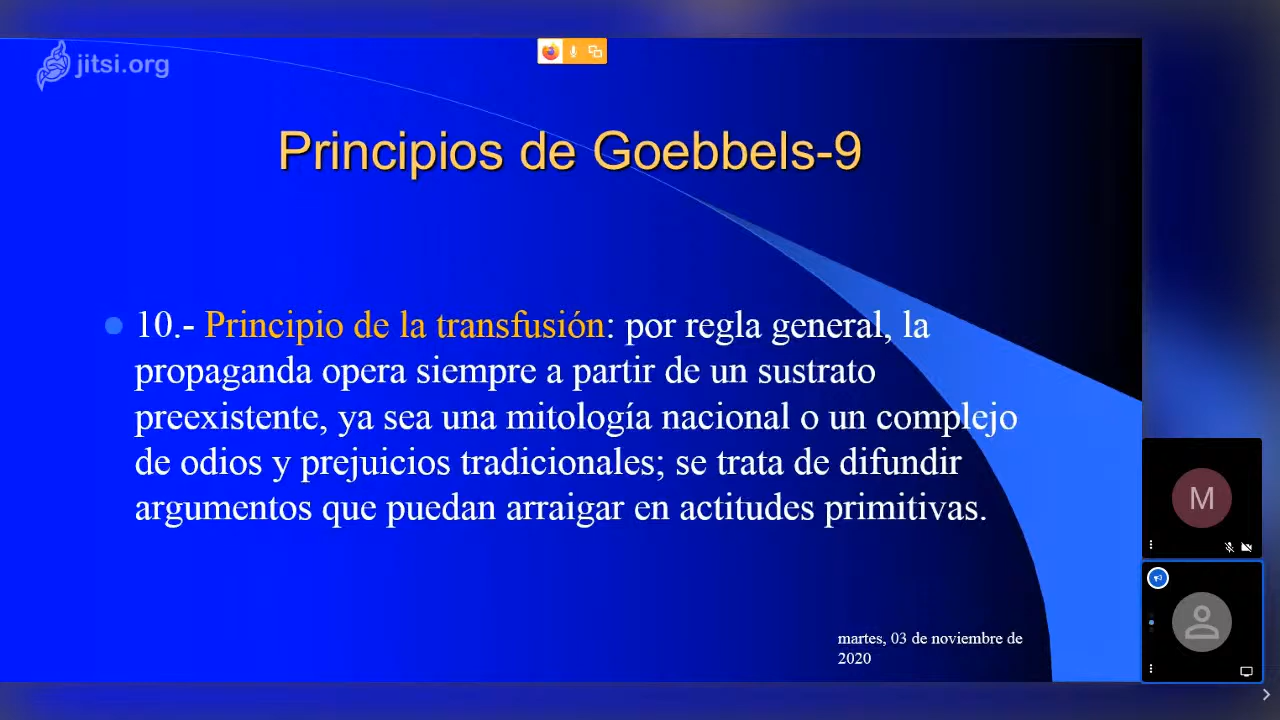 jitsi.org
Principios de Goebbels-9
10.- Principio de la transfusión: por regla general, la
propaganda opera siempre a partir de un sustrato
preexistente, ya sea una mitología nacional o un complejo
de odios y prejuicios tradicionales; se trata de difundir
argumentos que puedan arraigar en actitudes primitivas.
M
martes, 03 de noviembre de
2020